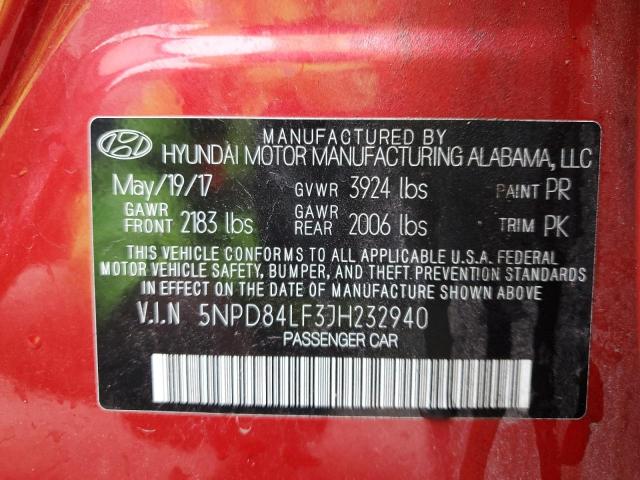 MANUFACTURED BY
HYUNDAI MOTOR MANUFACTURING ALABAMA, LLC
May/19/17 GVWR 3924 lbs PAINT PR
GAWR FRONT 2183 lbs GAWR REAR 2006 lbs TRIM PK
THIS VEHICLE CONFORMS TO ALL APPLICABLE U.S.A. FEDERAL
MOTOR VEHICLE SAFETY, BUMPER, AND THEFT PREVENTION STANDARDS
IN EFFECT ON THE DATE OF MANUFACTURE SHOWN ABOVE
V.I.N 5NPD84LF3JH232940
PASSENGER CAR